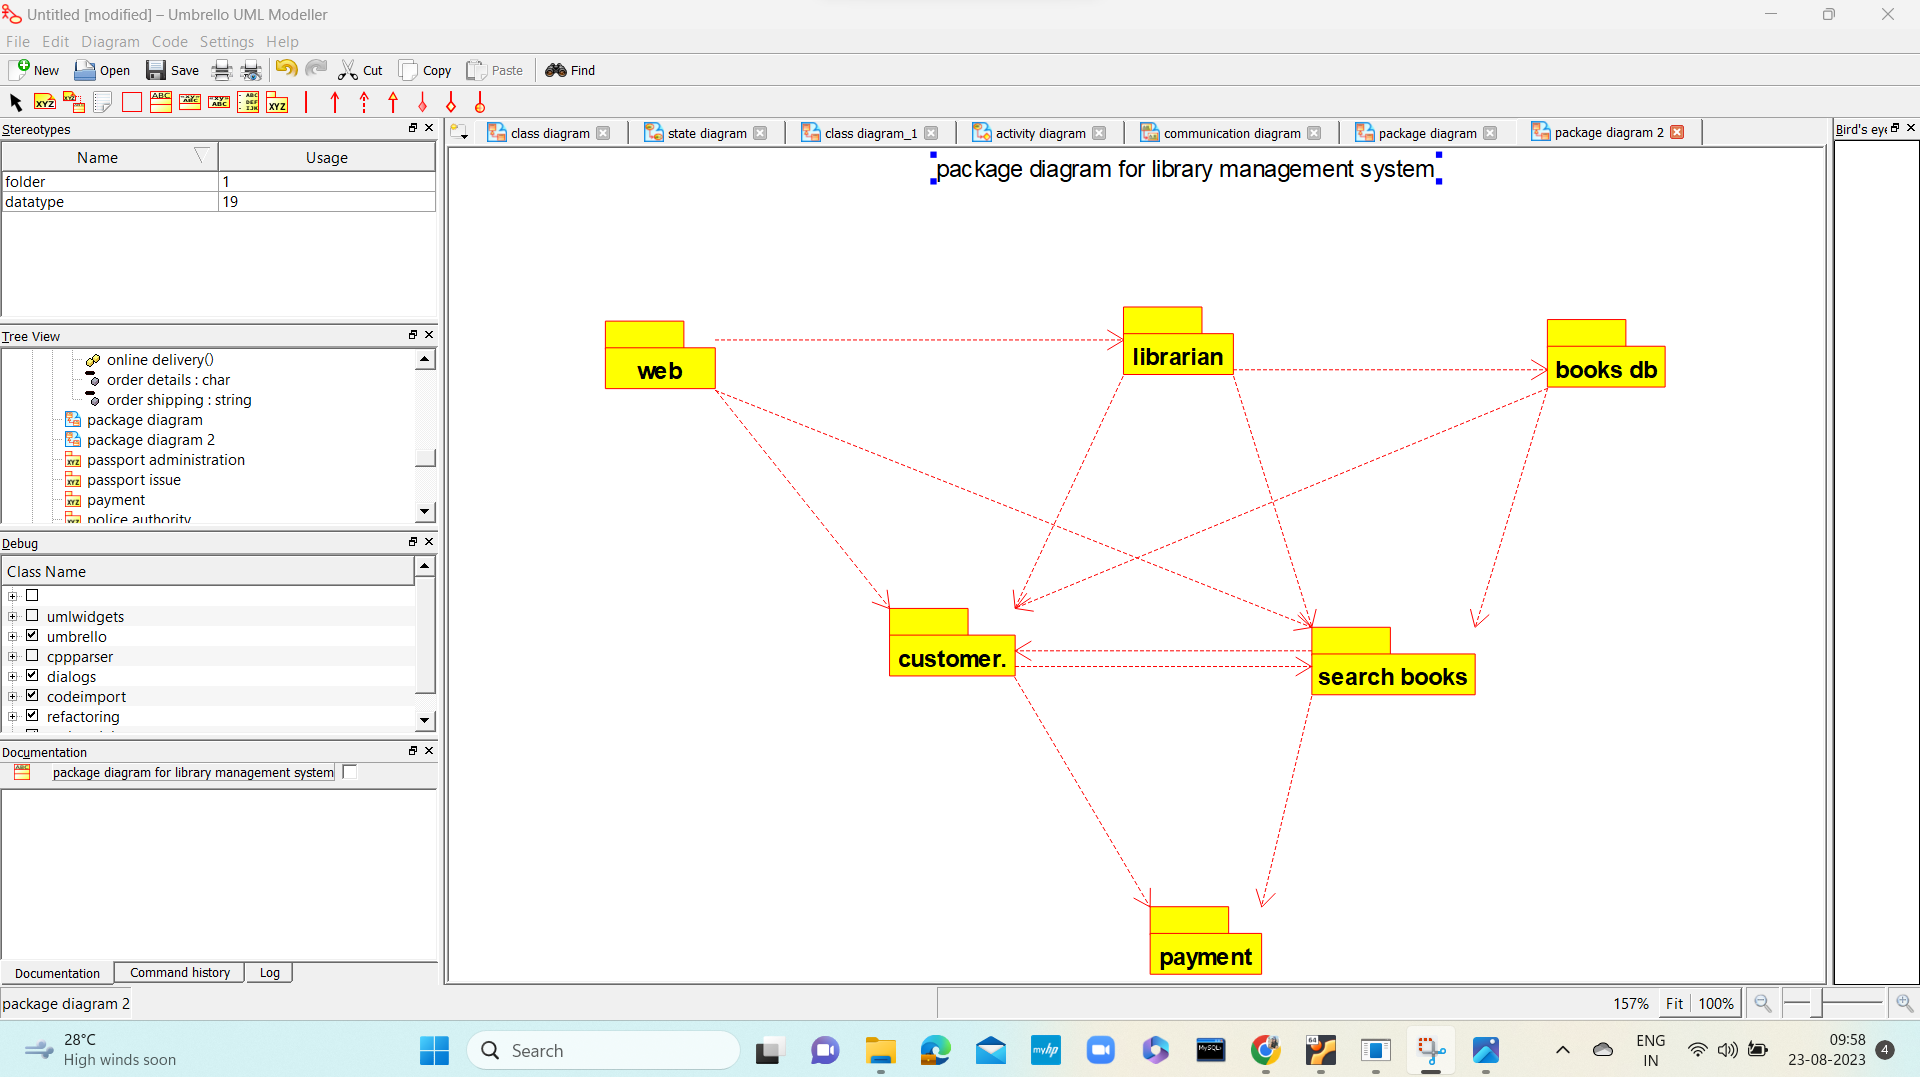 Untitled [modified] – Umbrello UML Modeller
File Edit Diagram Code Settings Help
New Open Save Cut Copy Paste Find
Stereotypes
Name Usage
folder 1
datatype 19
Tree View
online delivery()
order details : char
order shipping : string
package diagram
package diagram 2
passport administration
passport issue
payment
police authority
Debug
Class Name
umlwidgets
umbrello
cppparser
dialogs
codeimport
refactoring
Documentation
package diagram for library management system
Documentation Command history Log
package diagram 2
class diagram state diagram class diagram_1 activity diagram communication diagram package diagram package diagram 2
Bird's eye
package diagram for library management system
web
librarian
books db
customer.
search books
payment
157% Fit 100%
28°C
High winds soon
Search
myhp
MySQL
64
ENG
IN
09:58
23-08-2023
4